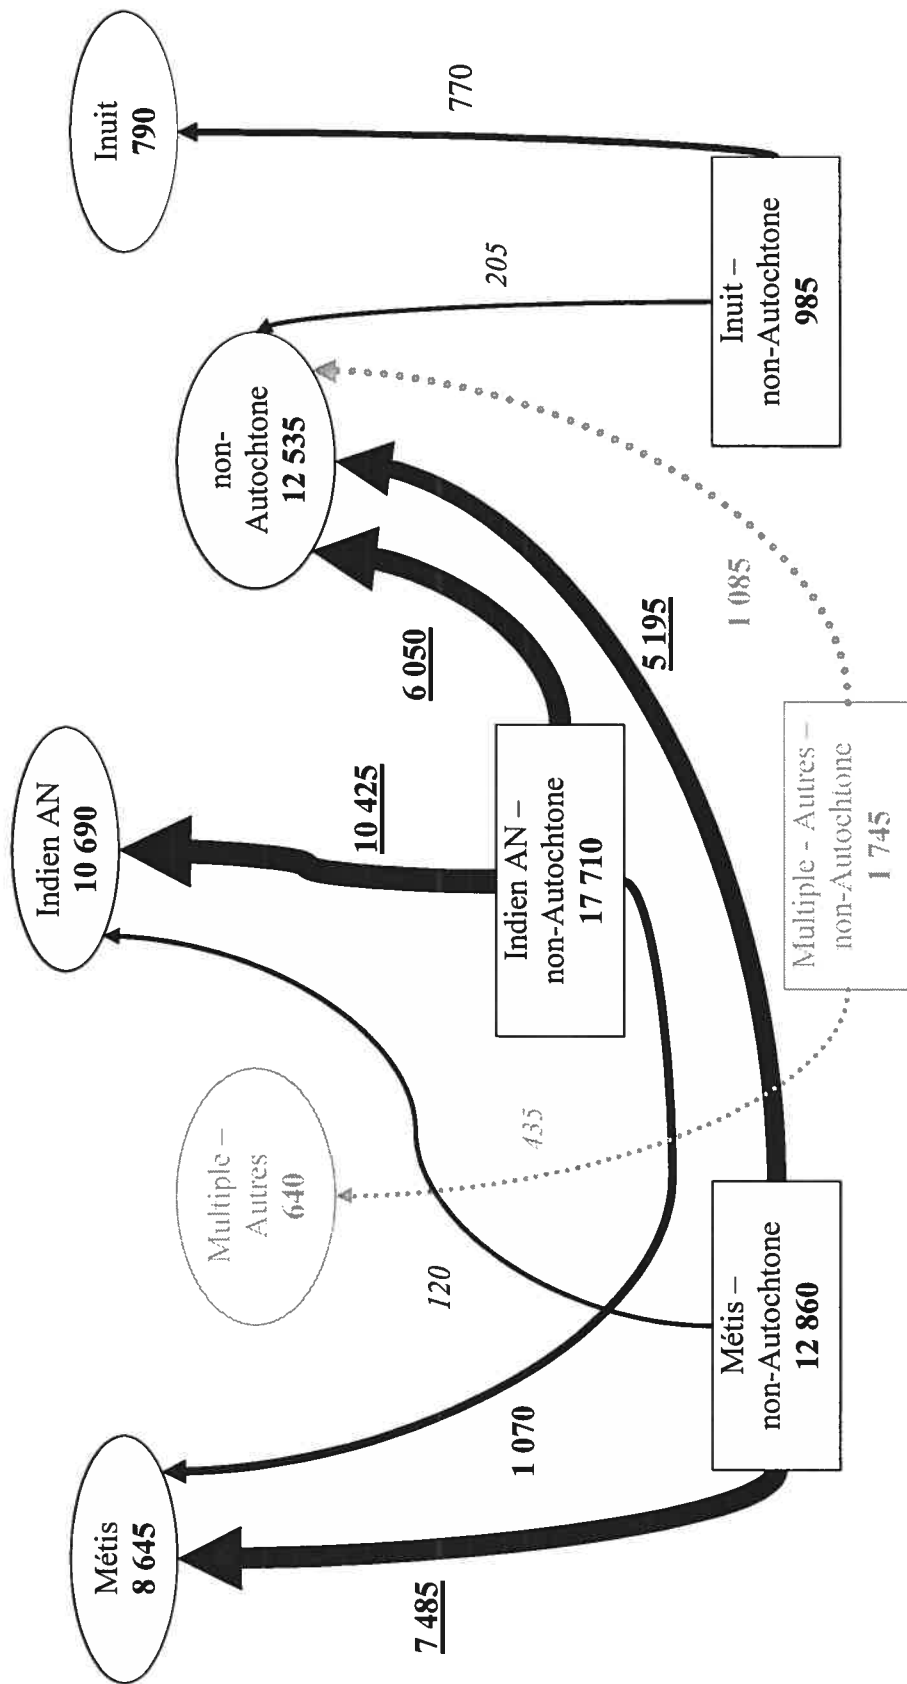 Métis
8 645
Multiple –
Autres
640
Indien AN
10 690
non-
Autochtone
12 535
Inuit
790
7 485
1 070
120
435
10 425
6 050
5 195
1 085
205
770
Métis –
non-Autochtone
12 860
Indien AN –
non-Autochtone
17 710
Multiple - Autres –
non-Autochtone
1 745
Inuit –
non-Autochtone
985